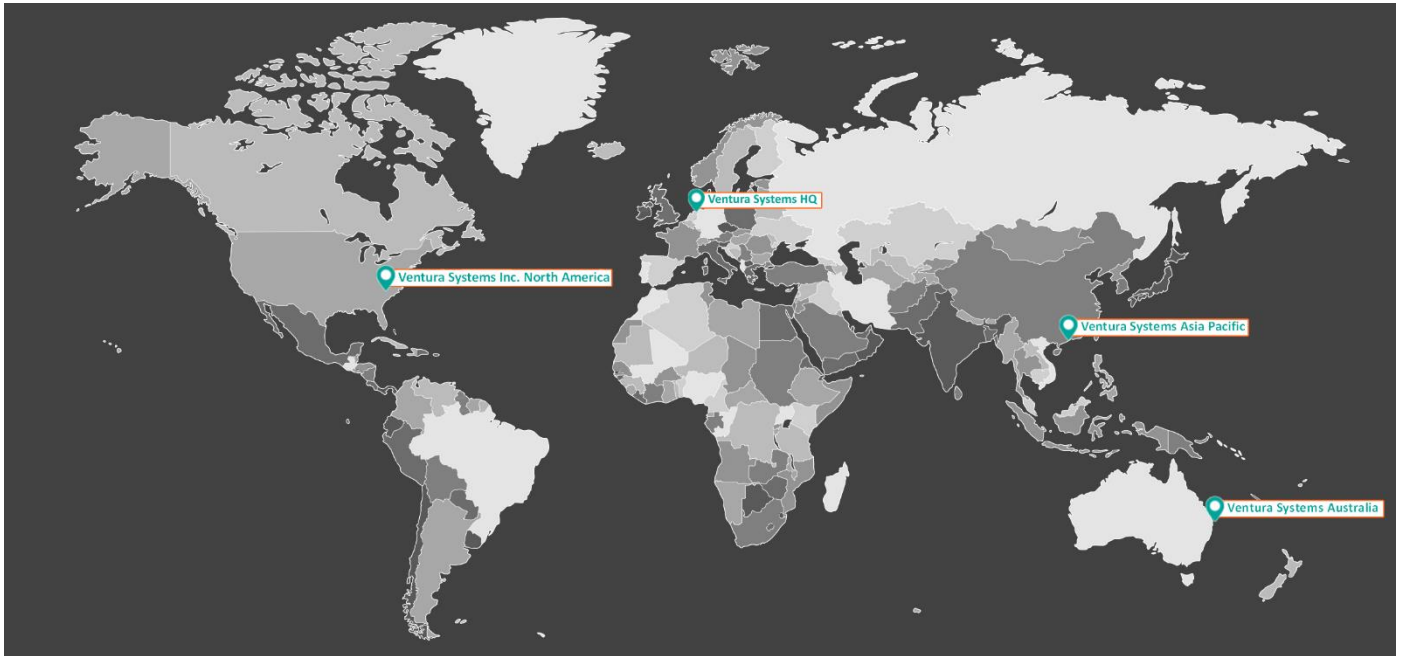 Ventura Systems HQ
Ventura Systems Inc. North America
Ventura Systems Asia Pacific
Ventura Systems Australia